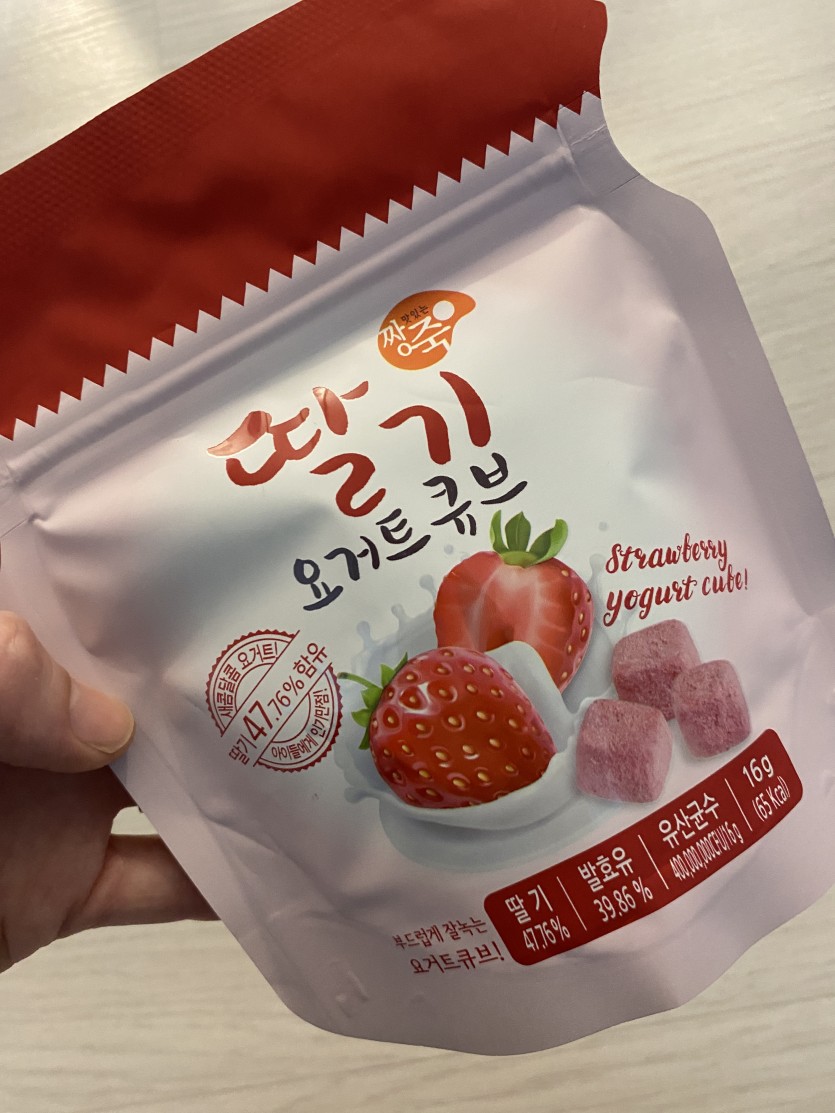 맛있는
짱죽
딸기
요거트큐브
Strawberry
yogurt cube!
새콤달콤 요거트!
딸기 47.76% 함유
아이들에게 인기만점!
딸기
47.76%
발효유
39.86%
유산균수
400,000,000CFU/16g
16g
(65 Kcal)
부드럽게 잘녹는
요거트큐브!